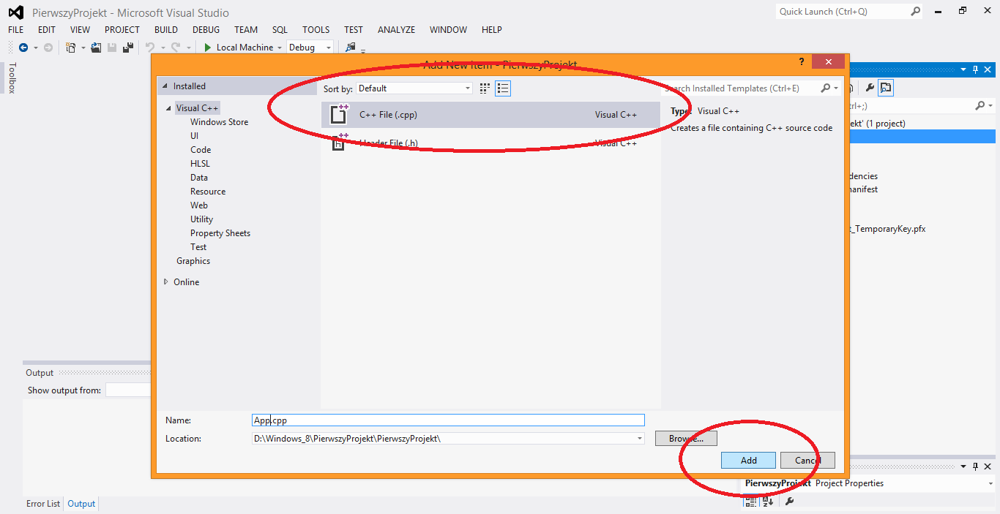 PierwszyProjekt - Microsoft Visual Studio
Quick Launch (Ctrl+Q)
FILE EDIT VIEW PROJECT BUILD DEBUG TEAM SQL TOOLS TEST ANALYZE WINDOW HELP
Local Machine Debug
Toolbox
Add New Item - PierwszyProjekt
?
Installed
Sort by: Default
Search Installed Templates (Ctrl+E)
Visual C++
Windows Store
UI
Code
HLSL
Data
Resource
Web
Utility
Property Sheets
Test
Graphics
Online
C++ File (.cpp) Visual C++
Header File (.h) Visual C++
Type: Visual C++
Creates a file containing C++ source code
trl+;)
ekt' (1 project)
dencies
manifest
t_TemporaryKey.pfx
Output
Show output from:
Name: App.cpp
Location: D:\Windows_8\PierwszyProjekt\PierwszyProjekt\
Browse...
Add Cancel
PierwszyProjekt Project Properties
Error List Output